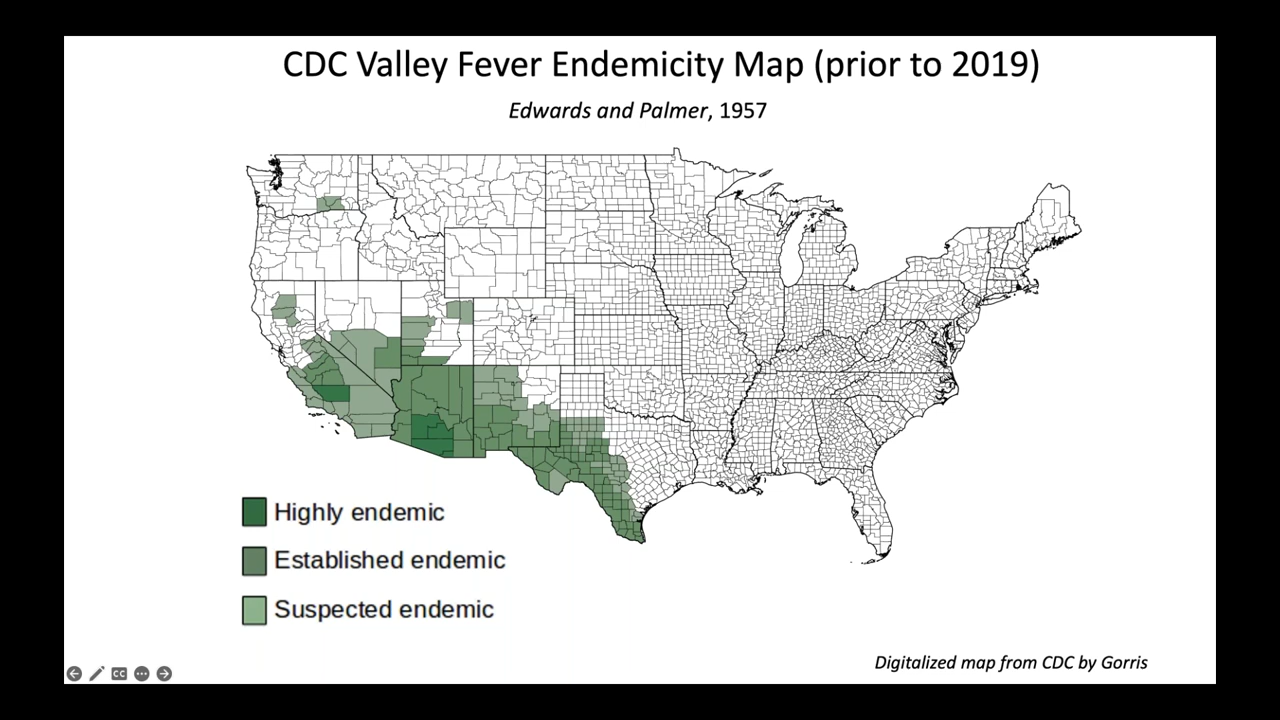 CDC Valley Fever Endemicity Map (prior to 2019)
Edwards and Palmer, 1957
Highly endemic
Established endemic
Suspected endemic
Digitalized map from CDC by Gorris
CC